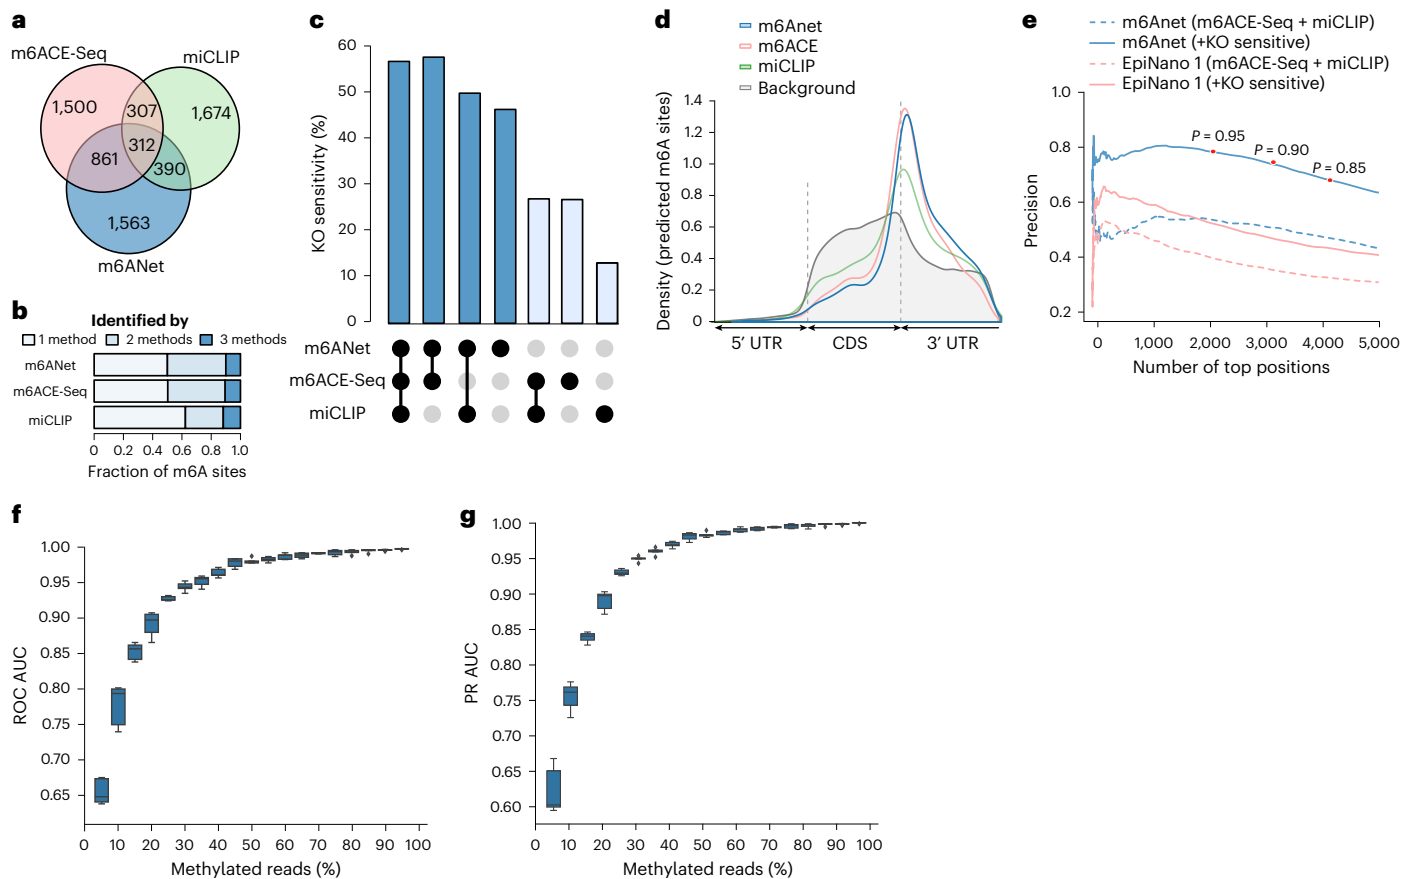 a
m6ACE-Seq
miCLIP
1,500
307
1,674
312
861
390
1,563
m6ANet
b
Identified by
1 method
2 methods
3 methods
m6ANet
m6ACE-Seq
miCLIP
0 0.2 0.4 0.6 0.8 1.0
Fraction of m6A sites
c
KO sensitivity (%)
60
50
40
30
20
10
0
m6ANet
m6ACE-Seq
miCLIP
d
m6Anet
m6ACE
miCLIP
Background
Density (predicted m6A sites)
1.4
1.2
1.0
0.8
0.6
0.4
0.2
0
5′ UTR
CDS
3′ UTR
e
m6Anet (m6ACE-Seq + miCLIP)
m6Anet (+KO sensitive)
EpiNano 1 (m6ACE-Seq + miCLIP)
EpiNano 1 (+KO sensitive)
Precision
1.0
0.8
0.6
0.4
0.2
P = 0.95
P = 0.90
P = 0.85
0 1,000 2,000 3,000 4,000 5,000
Number of top positions
f
ROC AUC
1.00
0.95
0.90
0.85
0.80
0.75
0.70
0.65
0 10 20 30 40 50 60 70 80 90 100
Methylated reads (%)
g
PR AUC
1.00
0.95
0.90
0.85
0.80
0.75
0.70
0.65
0.60
0 10 20 30 40 50 60 70 80 90 100
Methylated reads (%)